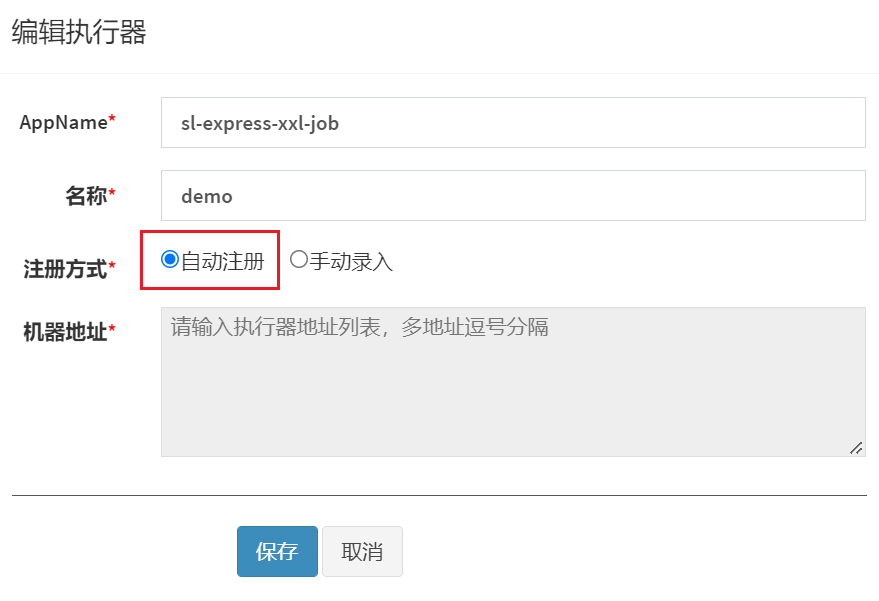 编辑执行器
AppName* sl-express-xxl-job
名称* demo
注册方式* 自动注册 手动录入
机器地址* 请输入执行器地址列表，多地址逗号分隔
保存 取消